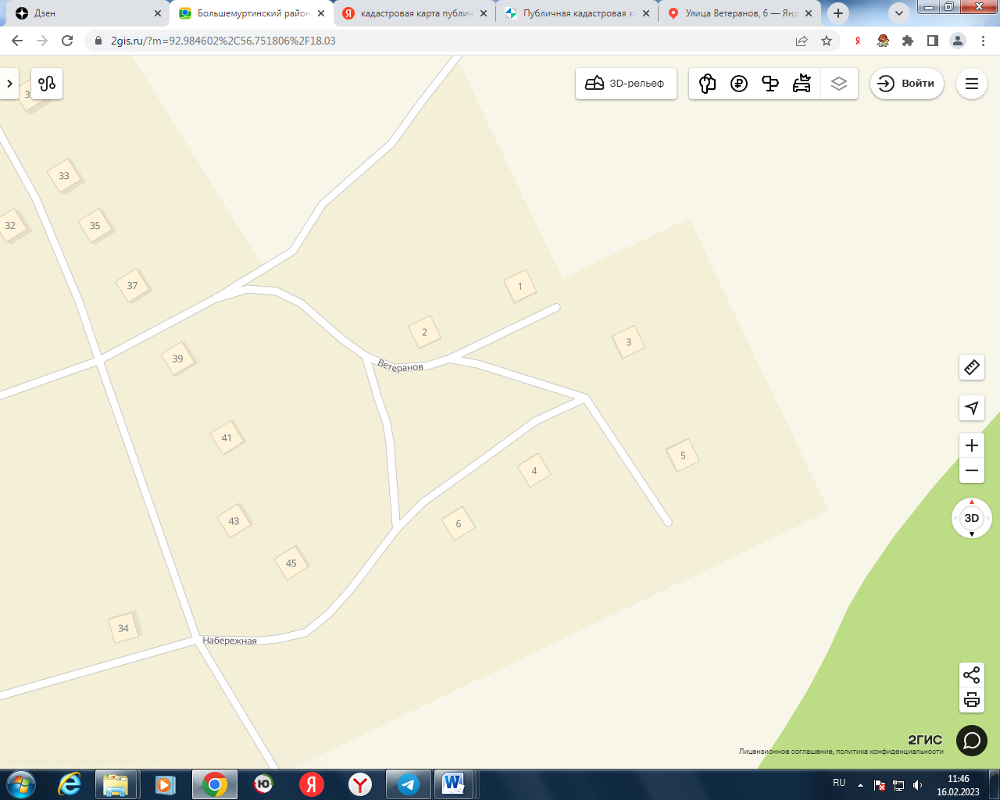 Дзен
Большемуртинский район
кадастровая карта публич
Публичная кадастровая ка
Улица Ветеранов, 6 — Янд
2gis.ru/?m=92.984602%2C56.751806%2F18.03
3D-рельеф
Войти
33
32
35
37
1
2
3
39
Ветеранов
41
5
4
43
6
3D
45
34
Набережная
2ГИС
Лицензионное соглашение, политика конфиденциальности
RU
11:46
16.02.2023